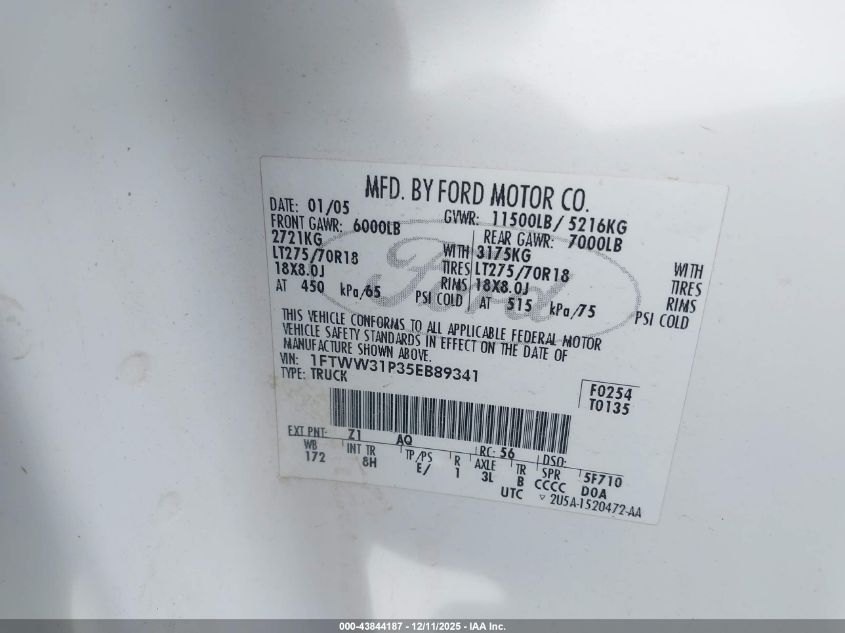 MFD. BY FORD MOTOR CO.
DATE: 01/05 GVWR: 11500LB/ 5216KG
FRONT GAWR: 6000LB REAR GAWR: 7000LB
2721KG WITH 3175KG WITH
LT275/70R18 TIRES LT275/70R18 TIRES
18X8.0J RIMS 18X8.0J RIMS
AT 450 kPa/65 PSI COLD AT 515 kPa/75 PSI COLD
Ford
THIS VEHICLE CONFORMS TO ALL APPLICABLE FEDERAL MOTOR
VEHICLE SAFETY STANDARDS IN EFFECT ON THE DATE OF
MANUFACTURE SHOWN ABOVE.
VIN: 1FTWW31P35EB89341
TYPE: TRUCK
F0254
T0135
EXT PNT: Z1 AQ RC: 56 DSO:
WB INT TR TP/PS R AXLE TR SPR 5F710
172 8H E/ 1 3L B CCCC DOA
UTC ▽ 2U5A-1520472-AA
000-43844187 - 12/11/2025 - IAA Inc.